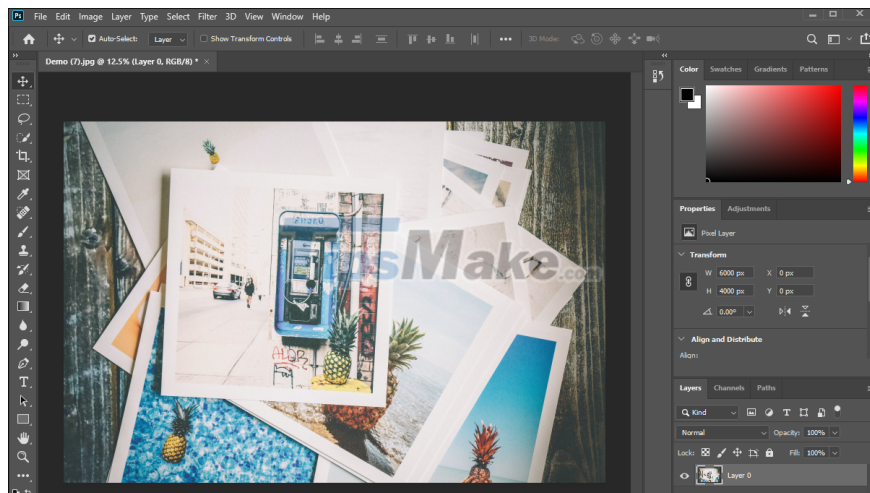 Ps File Edit Image Layer Type Select Filter 3D View Window Help
Auto-Select: Layer Show Transform Controls 3D Mode:
Demo (7).jpg @ 12.5% (Layer 0, RGB/8) *
Color Swatches Gradients Patterns
Properties Adjustments
Pixel Layer
Transform
W 6000 px X 0 px
H 4000 px Y 0 px
0.00°
Align and Distribute
Align:
Layers Channels Paths
Kind
Normal Opacity: 100%
Lock: Fill: 100%
Layer 0